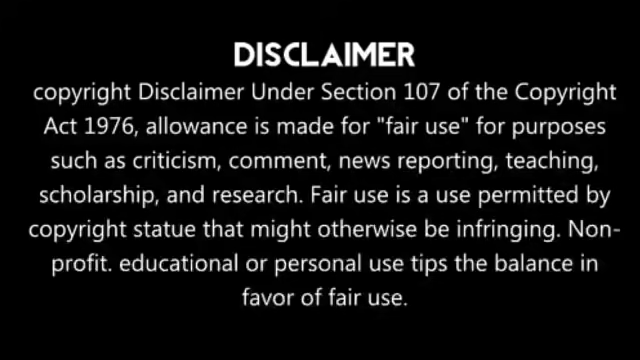 DISCLAIMER
copyright Disclaimer Under Section 107 of the Copyright
Act 1976, allowance is made for "fair use" for purposes
such as criticism, comment, news reporting, teaching,
scholarship, and research. Fair use is a use permitted by
copyright statue that might otherwise be infringing. Non-
profit. educational or personal use tips the balance in
favor of fair use.